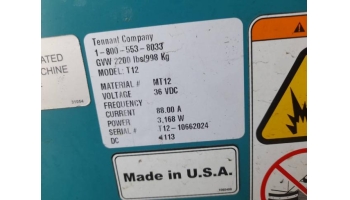 Tennant Company
1-800-553-8033
GVW 2200 lbs/998 Kg
MODEL: T12
MATERIAL # MT12
VOLTAGE 36 VDC
FREQUENCY
CURRENT 88.00 A
POWER 3,168 W
SERIAL # T12-10662024
DC 4113
ATED
CHINE
Made in U.S.A.